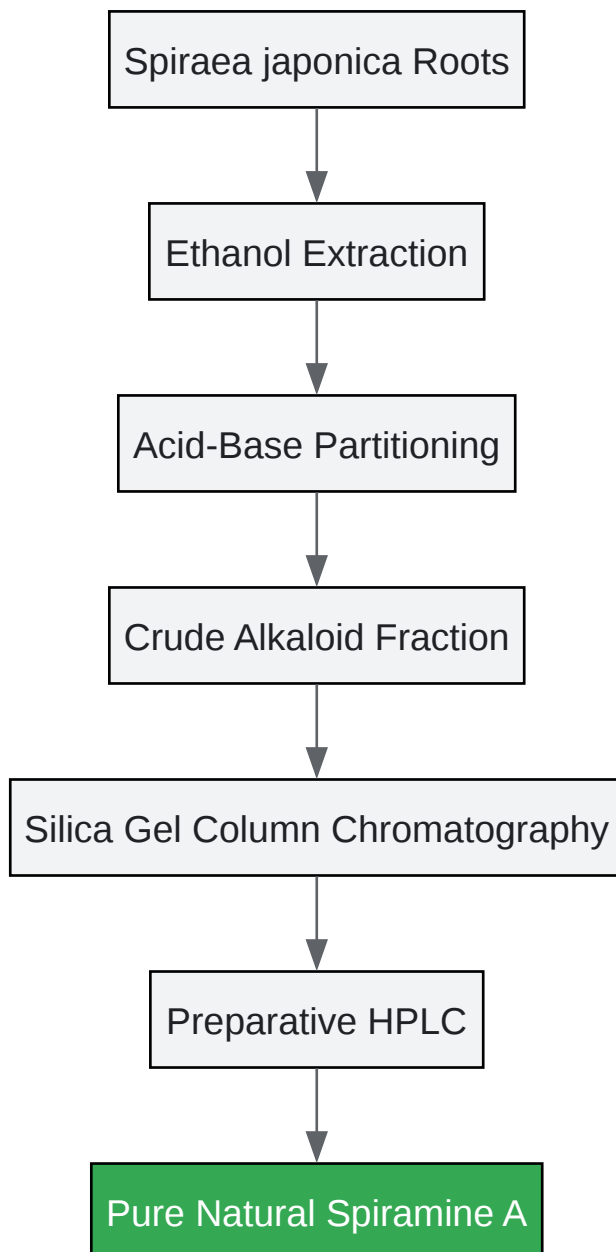 Spiraea japonica Roots
Ethanol Extraction
Acid-Base Partitioning
Crude Alkaloid Fraction
Silica Gel Column Chromatography
Preparative HPLC
Pure Natural Spiramine A